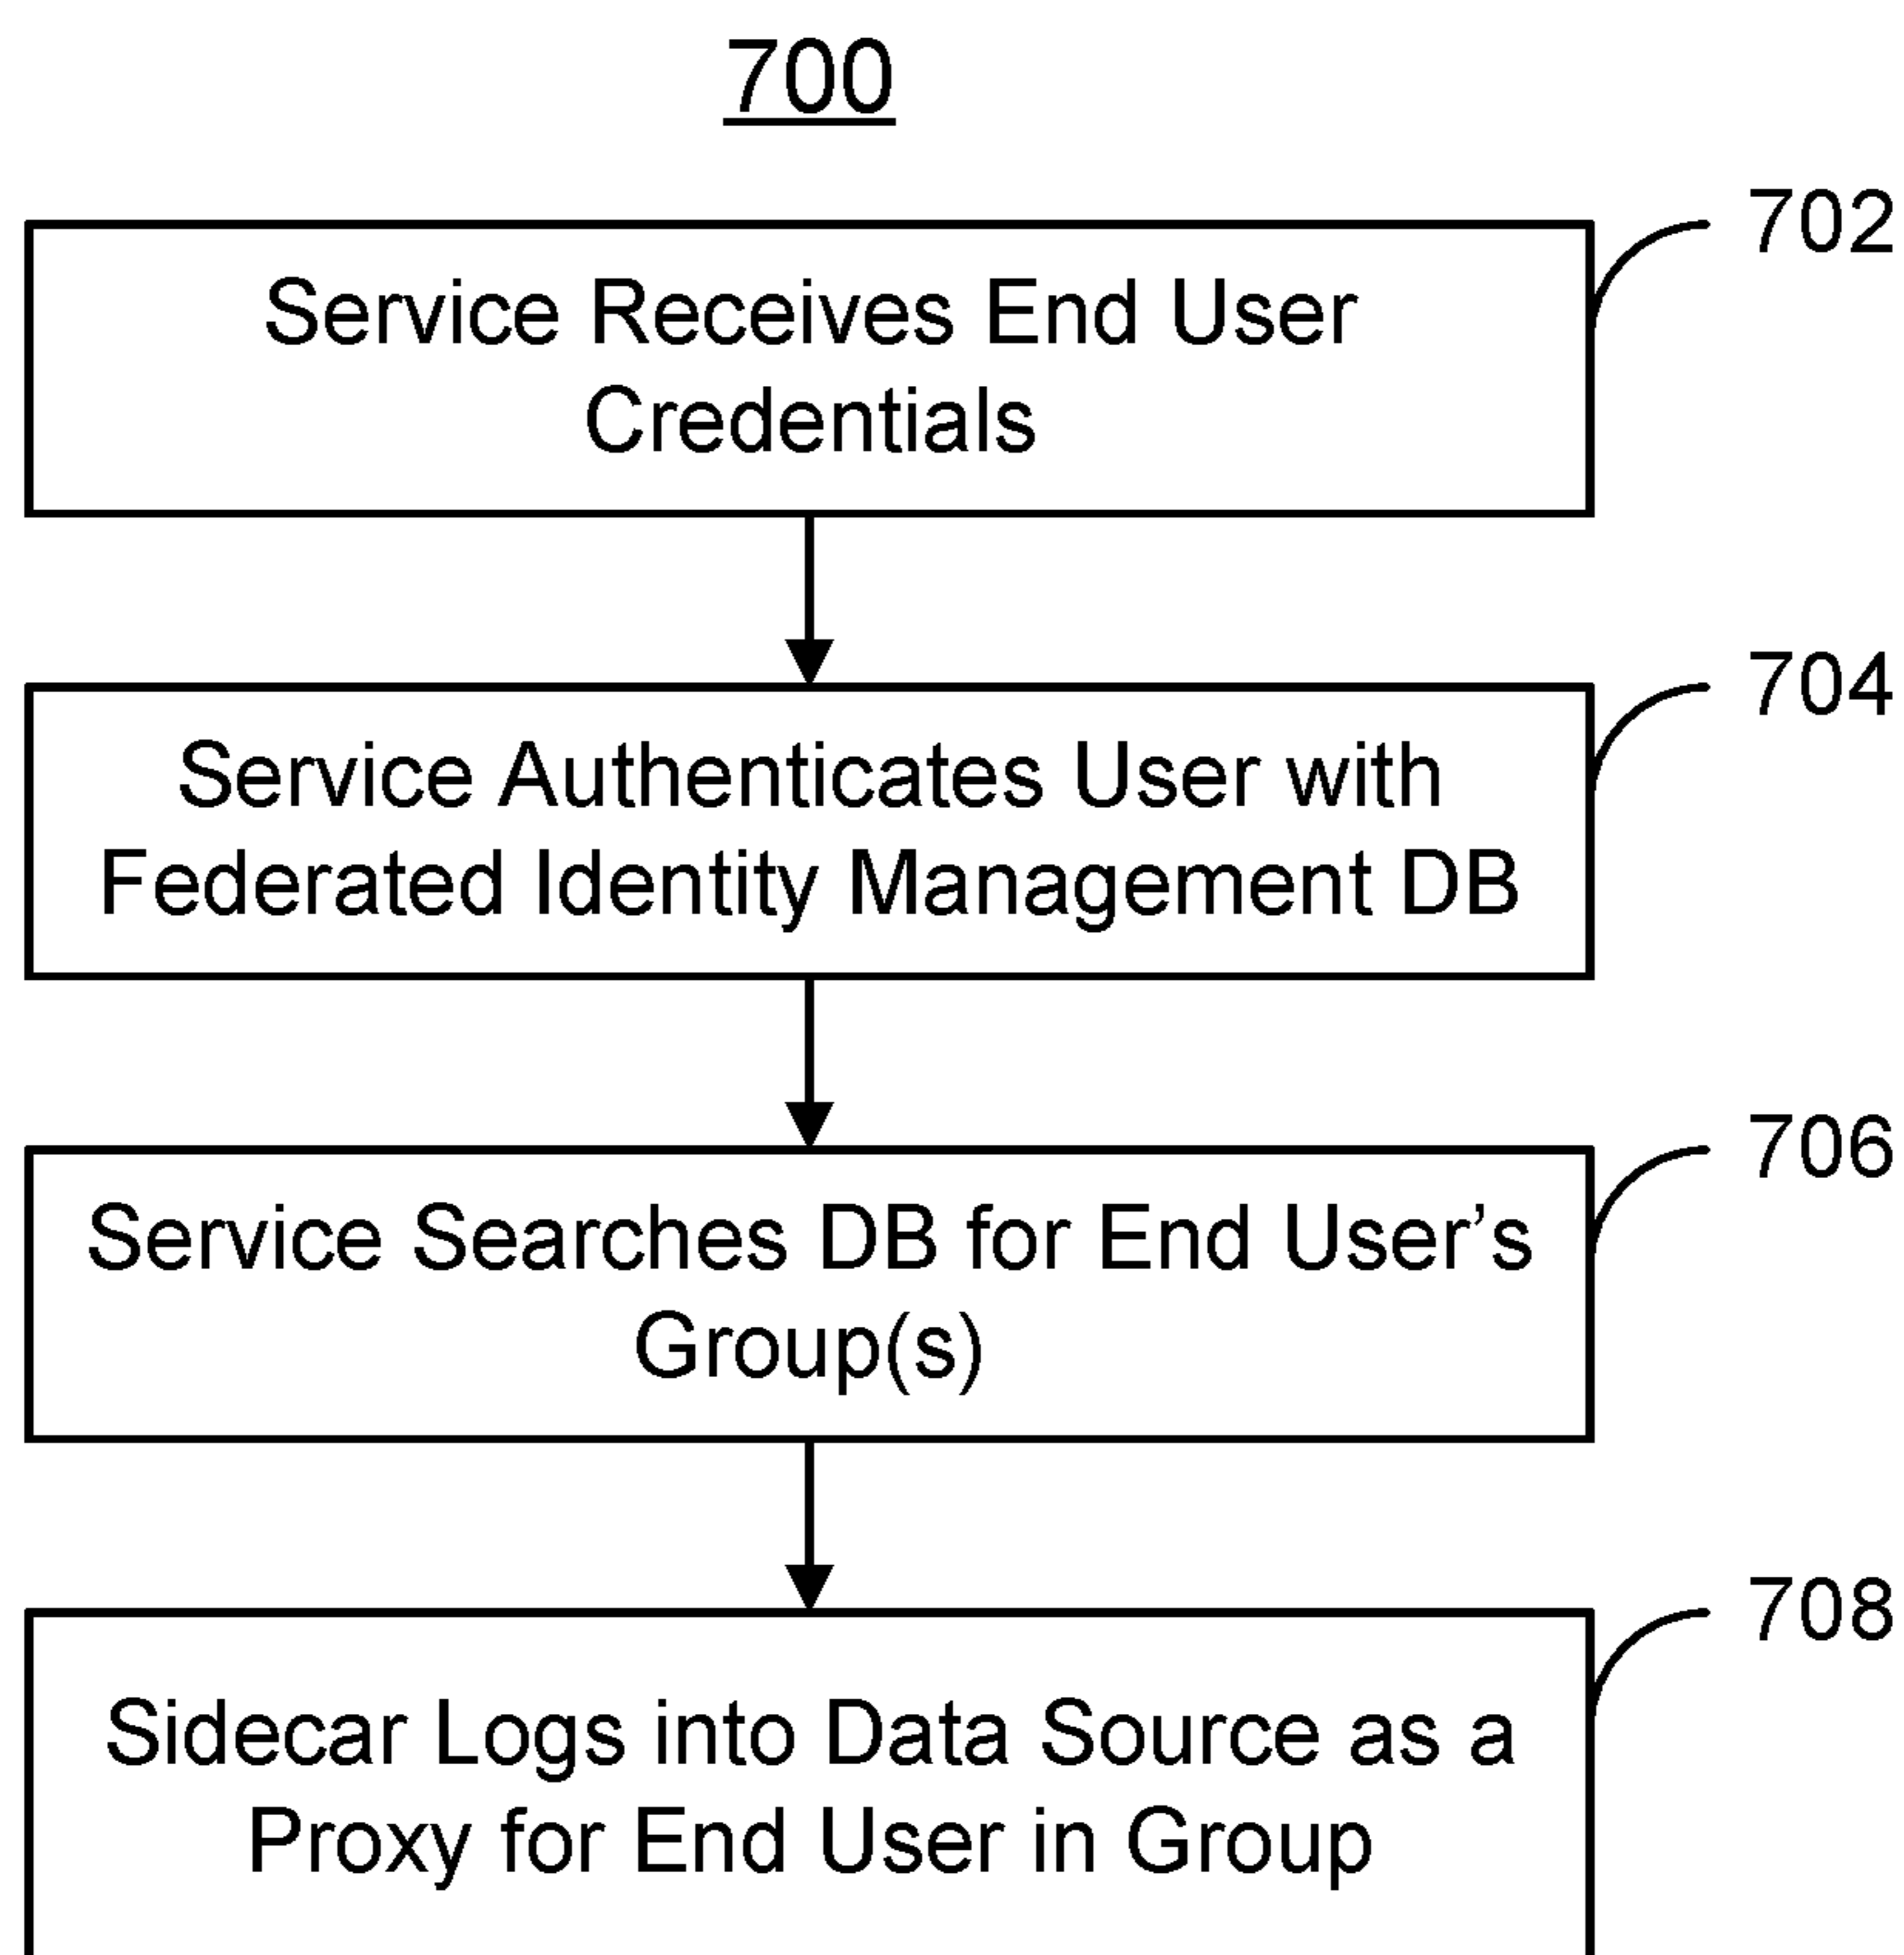 700
702
Service Receives End User
Credentials
704
Service Authenticates User with
Federated Identity Management DB
706
Service Searches DB for End User’s
Group(s)
708
Sidecar Logs into Data Source as a
Proxy for End User in Group